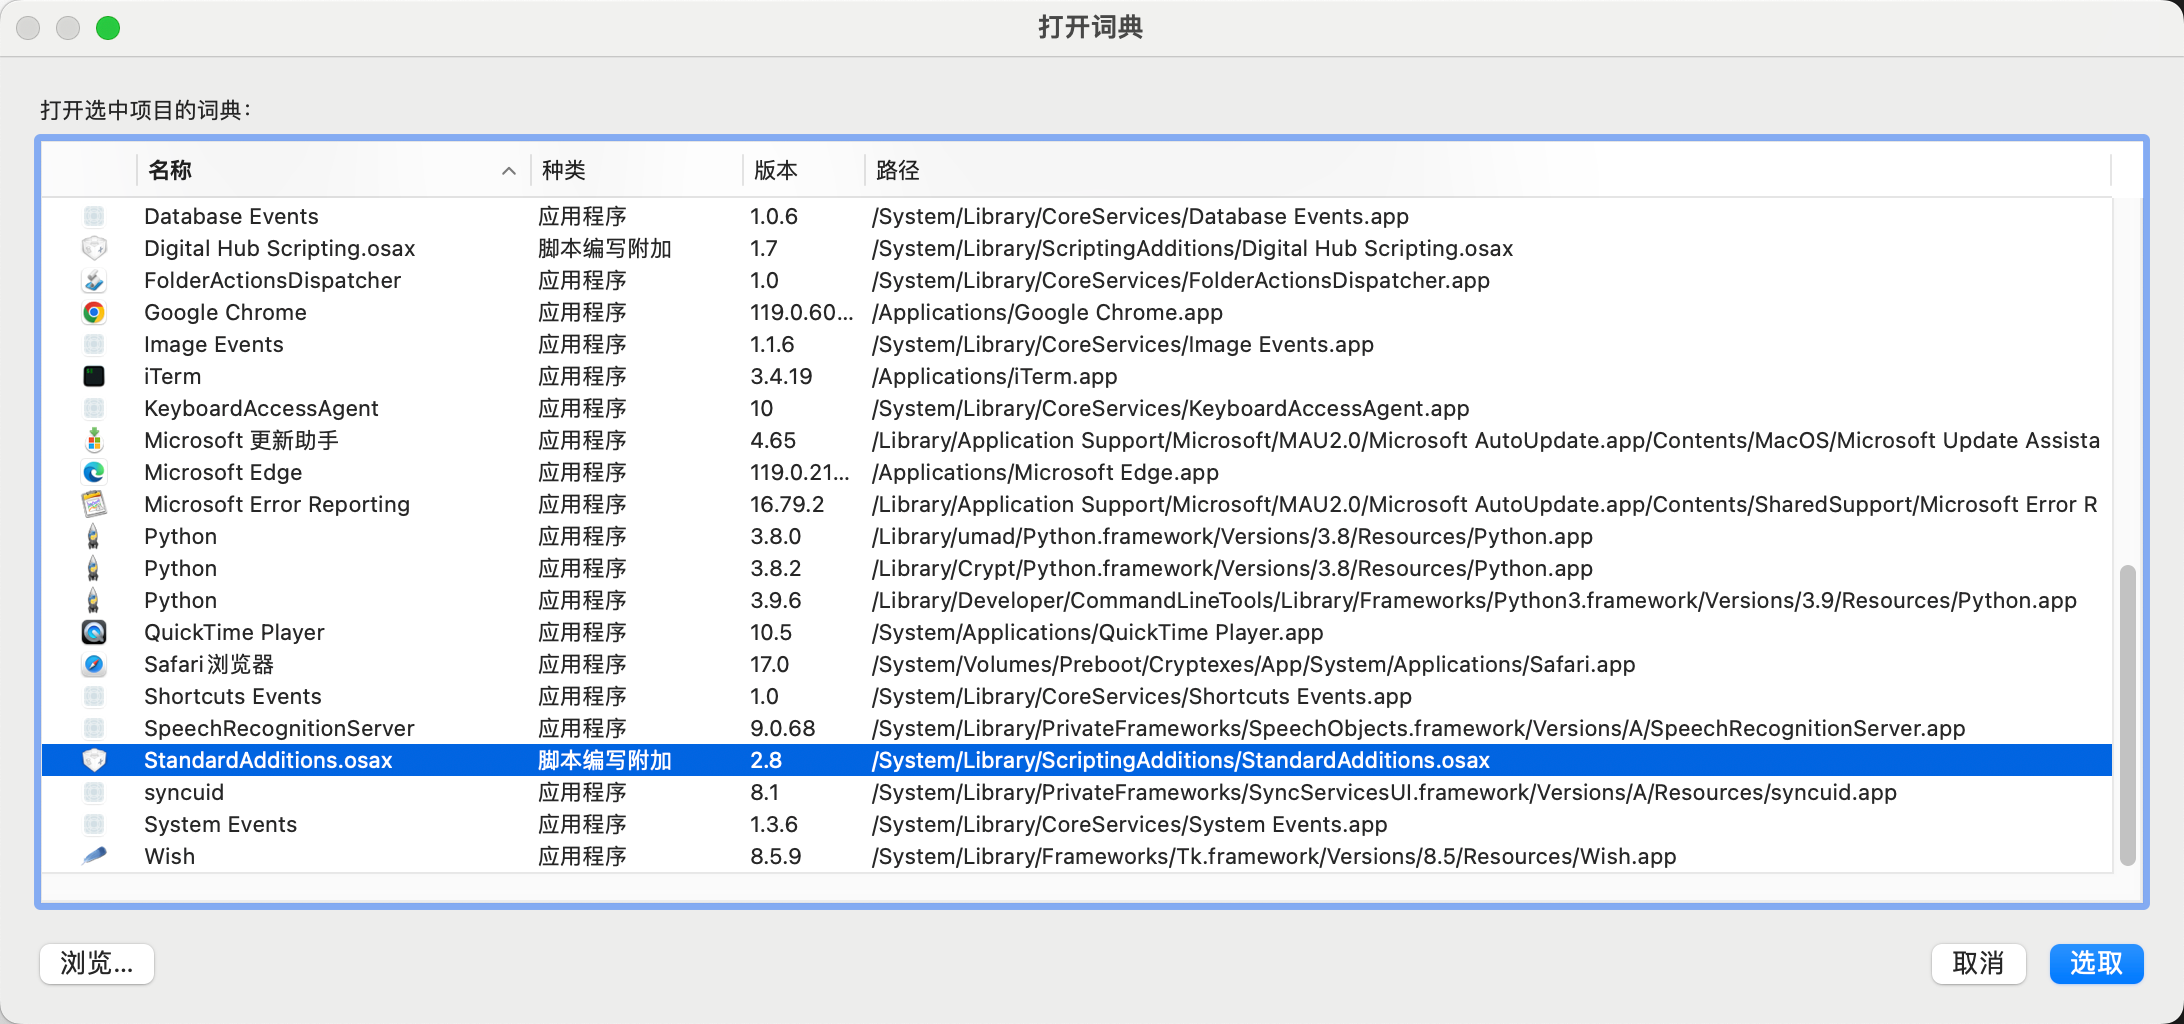 打开词典
打开选中项目的词典：
名称 种类 版本 路径
Database Events 应用程序 1.0.6 /System/Library/CoreServices/Database Events.app
Digital Hub Scripting.osax 脚本编写附加 1.7 /System/Library/ScriptingAdditions/Digital Hub Scripting.osax
FolderActionsDispatcher 应用程序 1.0 /System/Library/CoreServices/FolderActionsDispatcher.app
Google Chrome 应用程序 119.0.60... /Applications/Google Chrome.app
Image Events 应用程序 1.1.6 /System/Library/CoreServices/Image Events.app
iTerm 应用程序 3.4.19 /Applications/iTerm.app
KeyboardAccessAgent 应用程序 10 /System/Library/CoreServices/KeyboardAccessAgent.app
Microsoft 更新助手 应用程序 4.65 /Library/Application Support/Microsoft/MAU2.0/Microsoft AutoUpdate.app/Contents/MacOS/Microsoft Update Assista
Microsoft Edge 应用程序 119.0.21... /Applications/Microsoft Edge.app
Microsoft Error Reporting 应用程序 16.79.2 /Library/Application Support/Microsoft/MAU2.0/Microsoft AutoUpdate.app/Contents/SharedSupport/Microsoft Error R
Python 应用程序 3.8.0 /Library/umad/Python.framework/Versions/3.8/Resources/Python.app
Python 应用程序 3.8.2 /Library/Crypt/Python.framework/Versions/3.8/Resources/Python.app
Python 应用程序 3.9.6 /Library/Developer/CommandLineTools/Library/Frameworks/Python3.framework/Versions/3.9/Resources/Python.app
QuickTime Player 应用程序 10.5 /System/Applications/QuickTime Player.app
Safari浏览器 应用程序 17.0 /System/Volumes/Preboot/Cryptexes/App/System/Applications/Safari.app
Shortcuts Events 应用程序 1.0 /System/Library/CoreServices/Shortcuts Events.app
SpeechRecognitionServer 应用程序 9.0.68 /System/Library/PrivateFrameworks/SpeechObjects.framework/Versions/A/SpeechRecognitionServer.app
StandardAdditions.osax 脚本编写附加 2.8 /System/Library/ScriptingAdditions/StandardAdditions.osax
syncuid 应用程序 8.1 /System/Library/PrivateFrameworks/SyncServicesUI.framework/Versions/A/Resources/syncuid.app
System Events 应用程序 1.3.6 /System/Library/CoreServices/System Events.app
Wish 应用程序 8.5.9 /System/Library/Frameworks/Tk.framework/Versions/8.5/Resources/Wish.app
浏览... 取消 选取